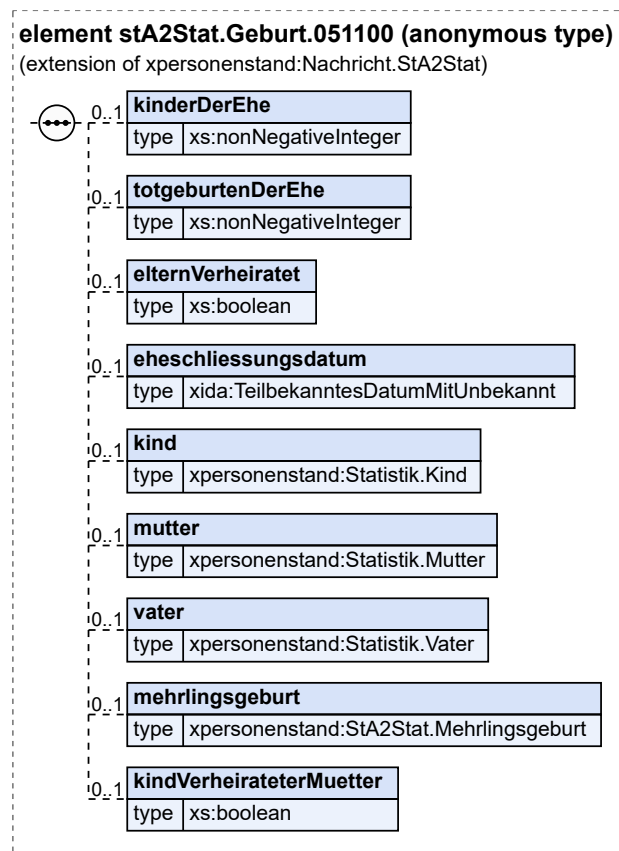 element stA2Stat.Geburt.051100 (anonymous type)
(extension of xpersonenstand:Nachricht.StA2Stat)
0..1 kinderDerEhe
type xs:nonNegativeInteger
0..1 totgeburtenDerEhe
type xs:nonNegativeInteger
0..1 elternVerheiratet
type xs:boolean
0..1 eheschliessungsdatum
type xida:TeilbekanntesDatumMitUnbekannt
0..1 kind
type xpersonenstand:Statistik.Kind
0..1 mutter
type xpersonenstand:Statistik.Mutter
0..1 vater
type xpersonenstand:Statistik.Vater
0..1 mehrlingsgeburt
type xpersonenstand:StA2Stat.Mehrlingsgeburt
0..1 kindVerheirateterMuetter
type xs:boolean